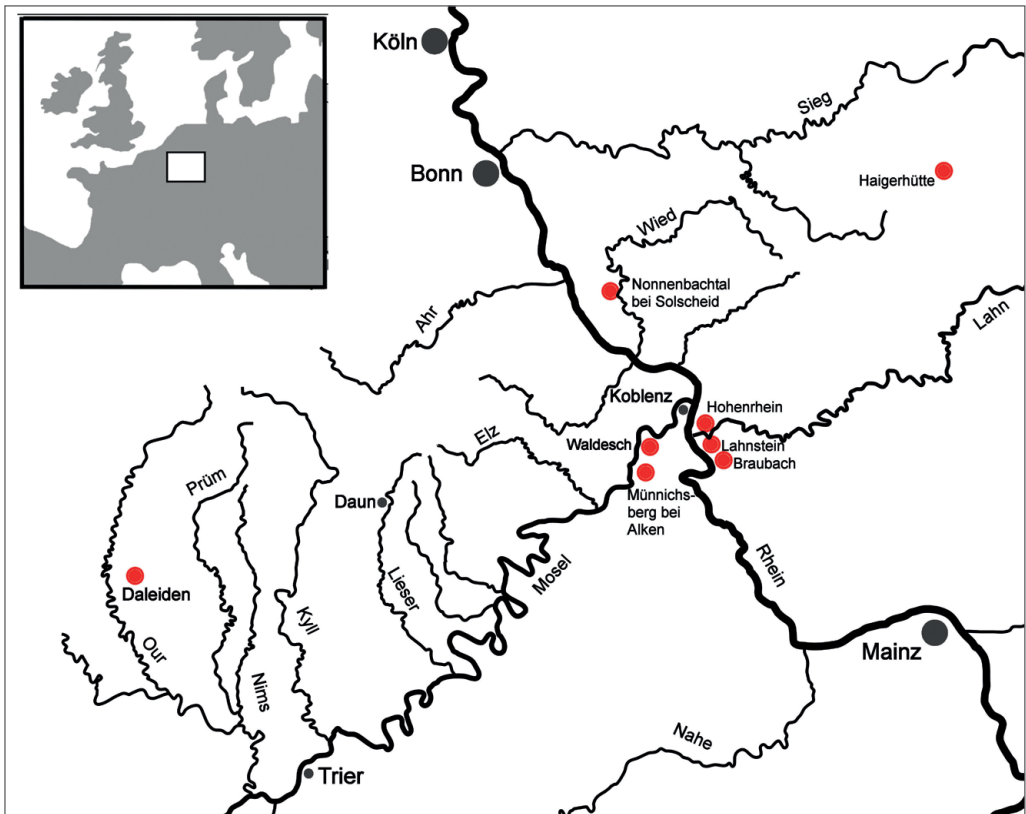 Köln
Sieg
Bonn
Haigerhütte
Wied
Nonnenbachtal
bei Solscheid
Ahr
Lahn
Koblenz
Hohenrhein
Waldesch
Elz
Lahnstein
Braubach
Prüm
Daun
Münnichs-
berg bei
Alken
Rhein
Mosel
Daleiden
Lieser
Kyll
Our
Mainz
Nims
Nahe
Trier